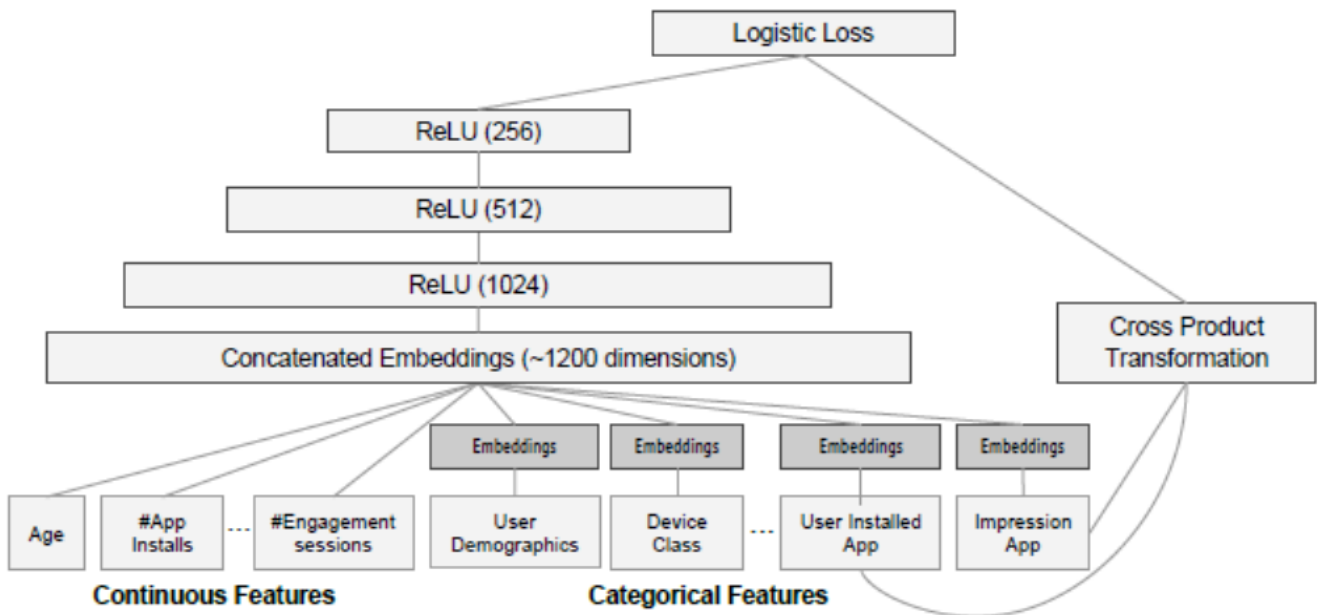 Logistic Loss
ReLU (256)
ReLU (512)
ReLU (1024)
Concatenated Embeddings (~1200 dimensions)
Cross Product
Transformation
Embeddings
Embeddings
Embeddings
Embeddings
Age
#App
Installs
...
#Engagement
sessions
User
Demographics
Device
Class
...
User Installed
App
Impression
App
Continuous Features
Categorical Features